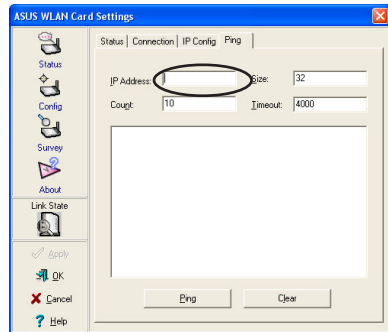 ASUS WLAN Card Settings
Status
Config
Survey
About
Link State
Apply
OK
Cancel
Help
Status Connection IP Config Ping
IP Address: Size: 32
Count: 10 Timeout: 4000
Ping Clear